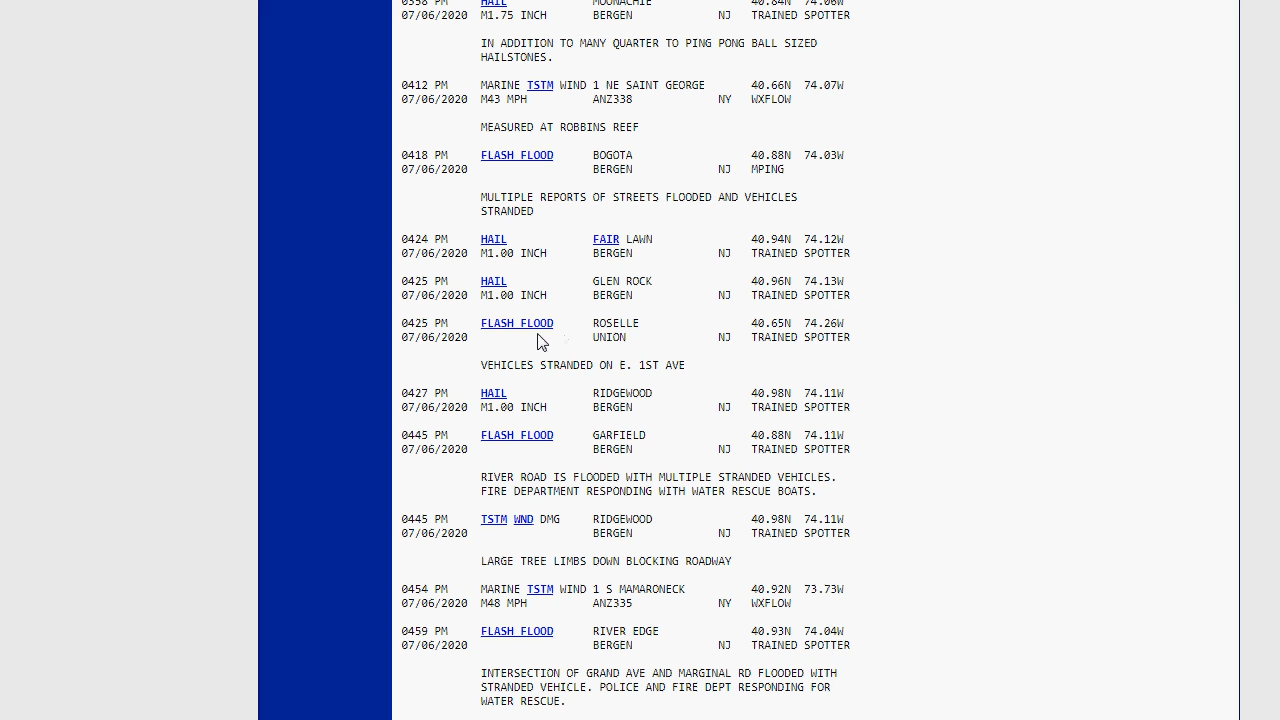 0358 PM HAIL MOONACHIE 40.84N 74.06W
07/06/2020 M1.75 INCH BERGEN NJ TRAINED SPOTTER
IN ADDITION TO MANY QUARTER TO PING PONG BALL SIZED
HAILSTONES.
0412 PM MARINE TSTM WIND 1 NE SAINT GEORGE 40.66N 74.07W
07/06/2020 M43 MPH ANZ338 NY WXFLOW
MEASURED AT ROBBINS REEF
0418 PM FLASH FLOOD BOGOTA 40.88N 74.03W
07/06/2020 BERGEN NJ MPING
MULTIPLE REPORTS OF STREETS FLOODED AND VEHICLES
STRANDED
0424 PM HAIL FAIR LAWN 40.94N 74.12W
07/06/2020 M1.00 INCH BERGEN NJ TRAINED SPOTTER
0425 PM HAIL GLEN ROCK 40.96N 74.13W
07/06/2020 M1.00 INCH BERGEN NJ TRAINED SPOTTER
0425 PM FLASH FLOOD ROSELLE 40.65N 74.26W
07/06/2020 UNION NJ TRAINED SPOTTER
VEHICLES STRANDED ON E. 1ST AVE
0427 PM HAIL RIDGEWOOD 40.98N 74.11W
07/06/2020 M1.00 INCH BERGEN NJ TRAINED SPOTTER
0445 PM FLASH FLOOD GARFIELD 40.88N 74.11W
07/06/2020 BERGEN NJ TRAINED SPOTTER
RIVER ROAD IS FLOODED WITH MULTIPLE STRANDED VEHICLES.
FIRE DEPARTMENT RESPONDING WITH WATER RESCUE BOATS.
0445 PM TSTM WND DMG RIDGEWOOD 40.98N 74.11W
07/06/2020 BERGEN NJ TRAINED SPOTTER
LARGE TREE LIMBS DOWN BLOCKING ROADWAY
0454 PM MARINE TSTM WIND 1 S MAMARONECK 40.92N 73.73W
07/06/2020 M48 MPH ANZ335 NY WXFLOW
0459 PM FLASH FLOOD RIVER EDGE 40.93N 74.04W
07/06/2020 BERGEN NJ TRAINED SPOTTER
INTERSECTION OF GRAND AVE AND MARGINAL RD FLOODED WITH
STRANDED VEHICLE. POLICE AND FIRE DEPT RESPONDING FOR
WATER RESCUE.